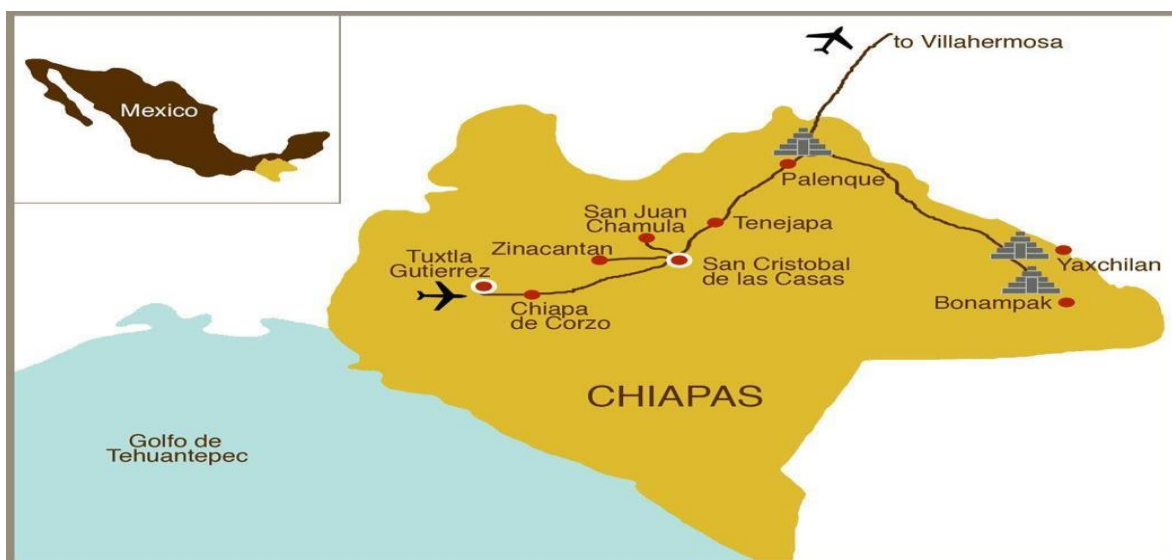 Mexico
to Villahermosa
Palenque
San Juan
Chamula
Tenejapa
Zinacantan
Tuxtla
Gutierrez
San Cristobal
de las Casas
Yaxchilan
Bonampak
Chiapa
de Corzo
CHIAPAS
Golfo de
Tehuantepec